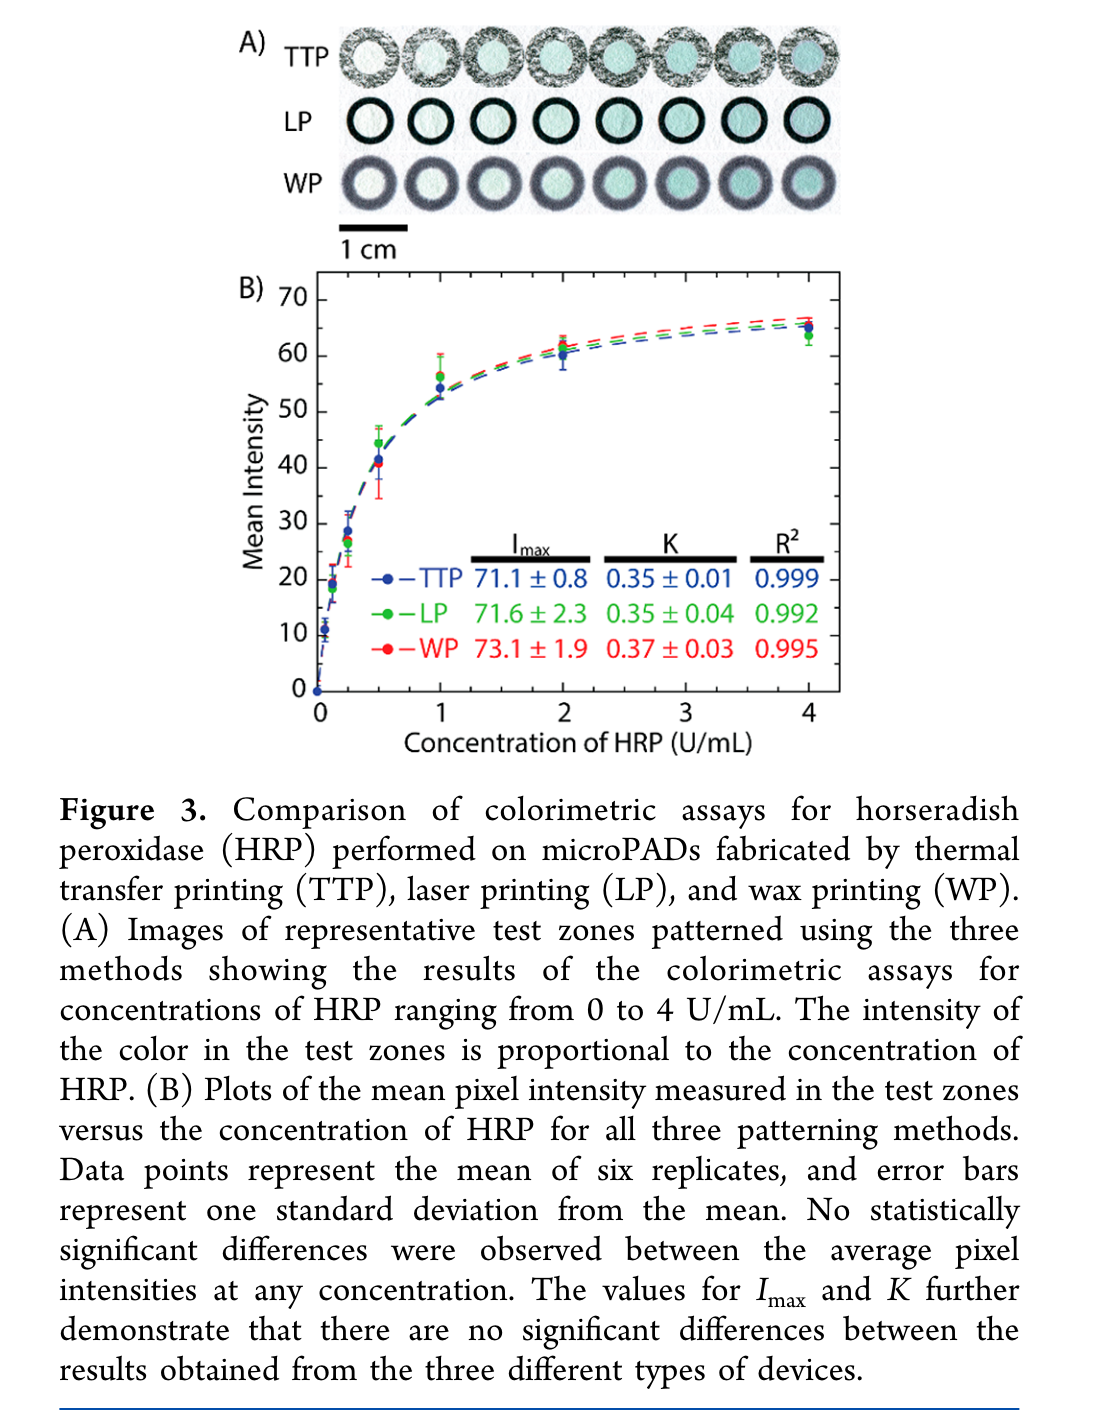 A)
TTP
LP
WP
1 cm
B)
70
60
50
40
30
20
10
0
Mean Intensity
Imax K R²
TTP 71.1 ± 0.8 0.35 ± 0.01 0.999
LP 71.6 ± 2.3 0.35 ± 0.04 0.992
WP 73.1 ± 1.9 0.37 ± 0.03 0.995
0 1 2 3 4
Concentration of HRP (U/mL)
Figure 3. Comparison of colorimetric assays for horseradish
peroxidase (HRP) performed on microPADs fabricated by thermal
transfer printing (TTP), laser printing (LP), and wax printing (WP).
(A) Images of representative test zones patterned using the three
methods showing the results of the colorimetric assays for
concentrations of HRP ranging from 0 to 4 U/mL. The intensity of
the color in the test zones is proportional to the concentration of
HRP. (B) Plots of the mean pixel intensity measured in the test zones
versus the concentration of HRP for all three patterning methods.
Data points represent the mean of six replicates, and error bars
represent one standard deviation from the mean. No statistically
significant differences were observed between the average pixel
intensities at any concentration. The values for Imax and K further
demonstrate that there are no significant differences between the
results obtained from the three different types of devices.